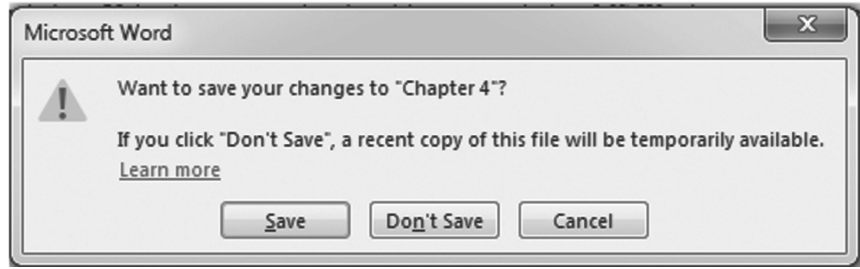 Microsoft Word
X
Want to save your changes to "Chapter 4"?
If you click "Don't Save", a recent copy of this file will be temporarily available.
Learn more
Save Don't Save Cancel